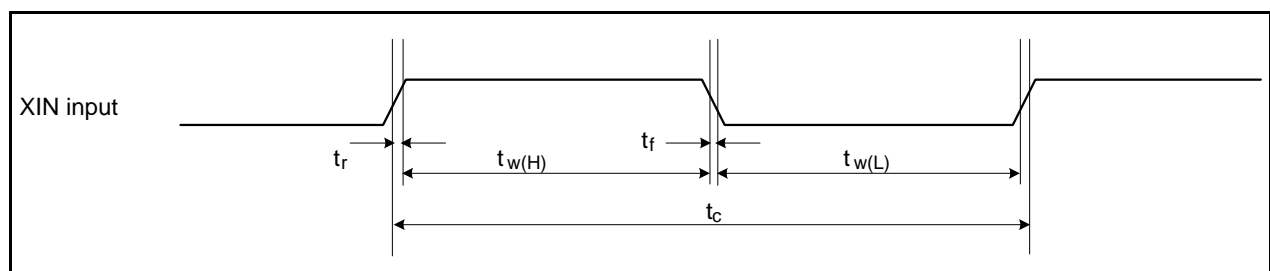 XIN input
tr
tw(H)
tf
tw(L)
tc